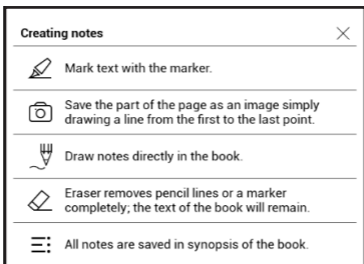 Creating notes
Mark text with the marker.
Save the part of the page as an image simply
drawing a line from the first to the last point.
Draw notes directly in the book.
Eraser removes pencil lines or a marker
completely; the text of the book will remain.
All notes are saved in synopsis of the book.